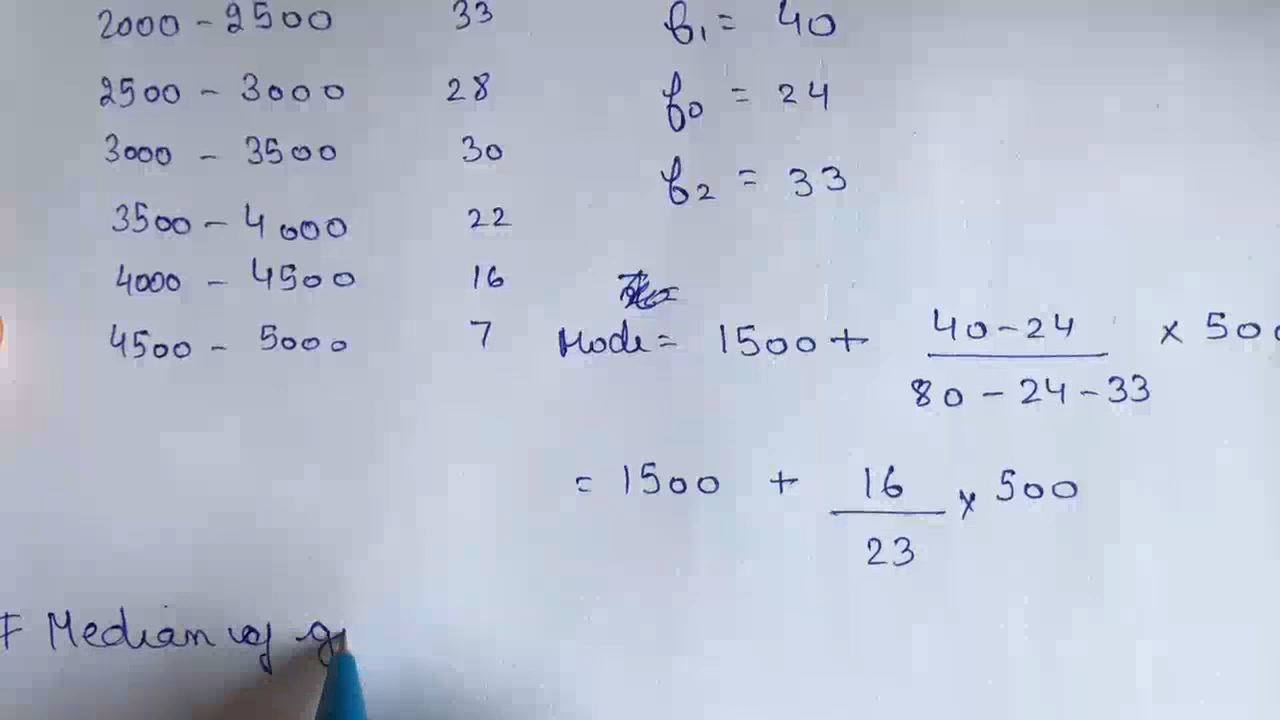 2000 - 2500 33
2500 - 3000 28
3000 - 3500 30
3500 - 4000 22
4000 - 4500 16
4500 - 5000 7
f₁ = 40
f₀ = 24
f₂ = 33
Mode = 1500 + (40 - 24) / (80 - 24 - 33) × 500
= 1500 + 16 / 23 × 500
Median of g